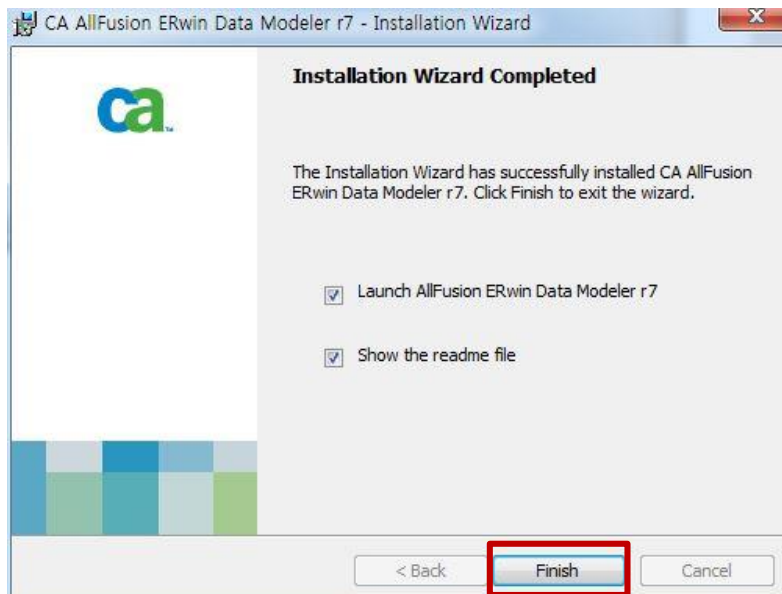 CA AllFusion ERwin Data Modeler r7 - Installation Wizard
ca
Installation Wizard Completed
The Installation Wizard has successfully installed CA AllFusion
ERwin Data Modeler r7. Click Finish to exit the wizard.
Launch AllFusion ERwin Data Modeler r7
Show the readme file
< Back Finish Cancel